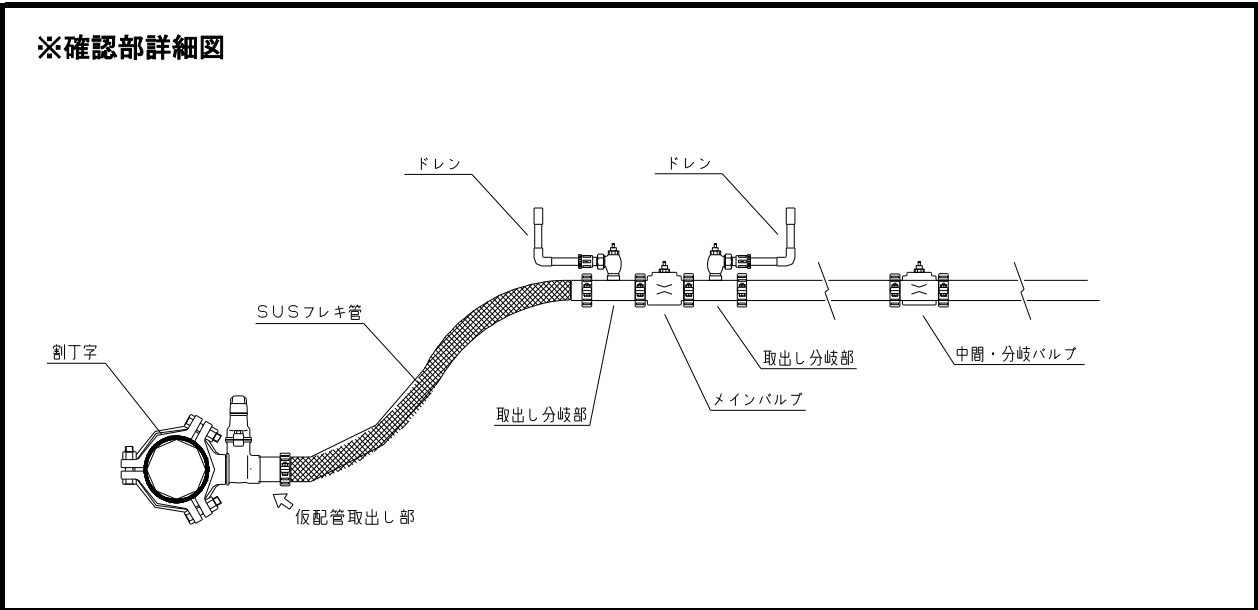 ※確認部詳細図
ドレン
ドレン
SUSフレキ管
割丁字
取出し分岐部
メインバルブ
取出し分岐部
中間・分岐バルブ
仮配管取出し部